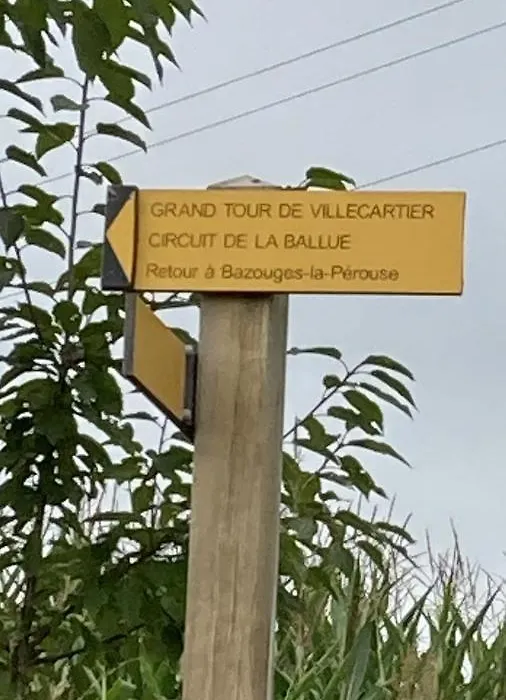 GRAND TOUR DE VILLECARTIER
CIRCUIT DE LA BALLUE
Retour à Bazouges-la-Pérouse